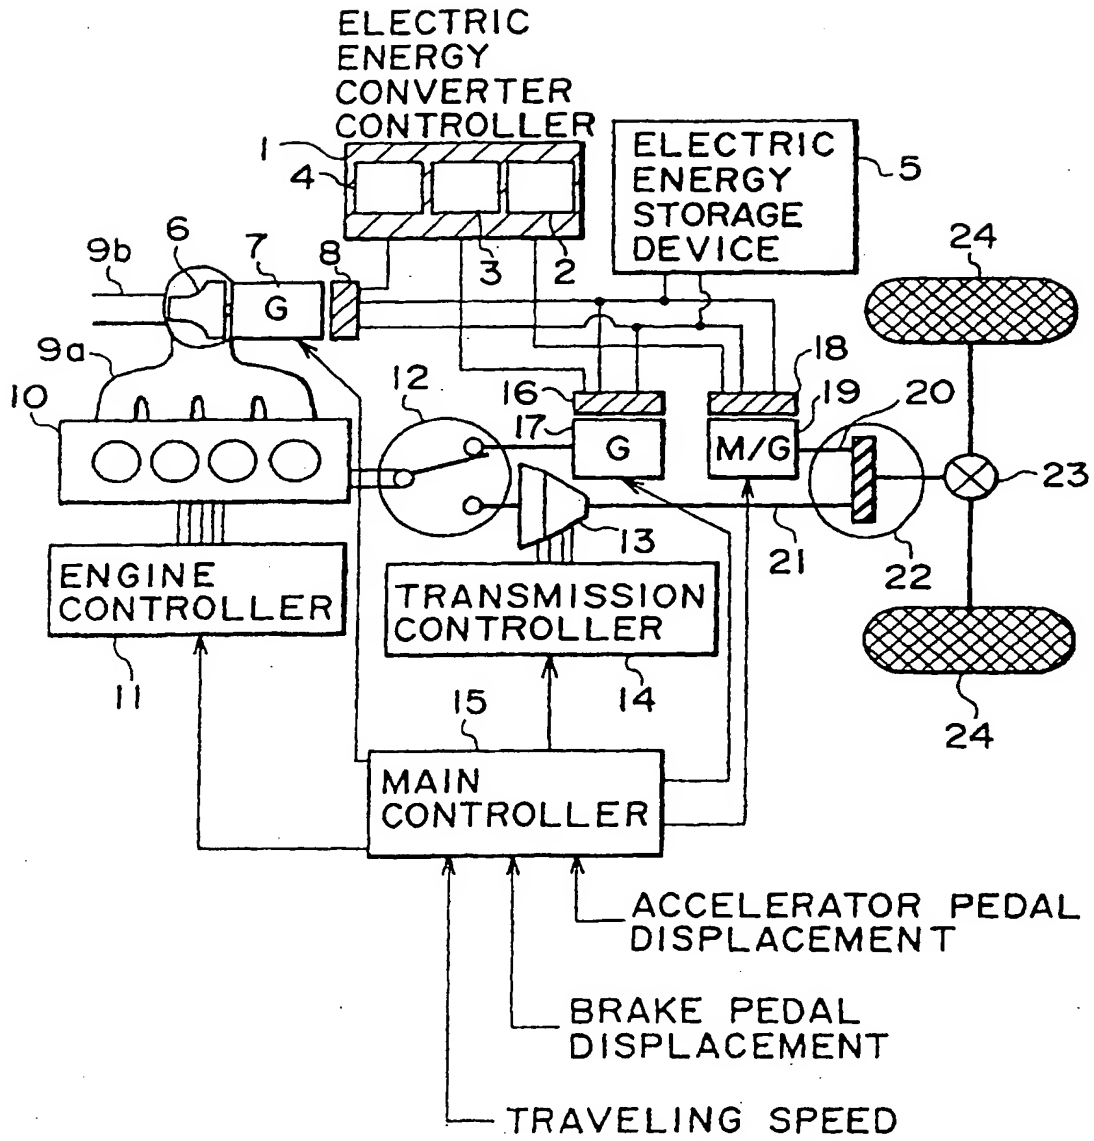 ELECTRIC
ENERGY
CONVERTER
CONTROLLER
1
4
3
2
ELECTRIC
ENERGY
STORAGE
DEVICE
5
9b
6
7
8
G
24
9a
10
12
16
17
G
18
19
M/G
20
23
13
21
22
ENGINE
CONTROLLER
11
TRANSMISSION
CONTROLLER
14
24
15
MAIN
CONTROLLER
ACCELERATOR PEDAL
DISPLACEMENT
BRAKE PEDAL
DISPLACEMENT
TRAVELING SPEED